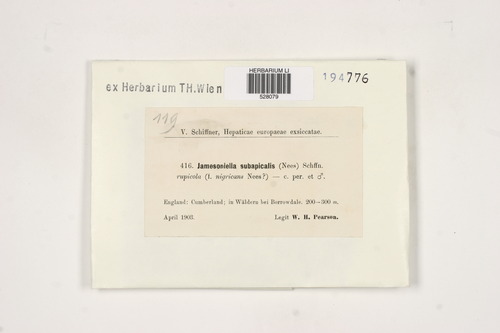 HERBARIUM LI
528079
194776
ex Herbarium TH.Wien
119
V. Schiffner, Hepaticae europaeae exsiccatae.
416. Jamesoniella subapicalis (Nees) Schffn.
rupicola (f. nigricans Nees?) — c. per. et ♂.
England: Cumberland; in Wäldern bei Borrowdale. 200—300 m.
April 1903. Legit W. H. Pearson.